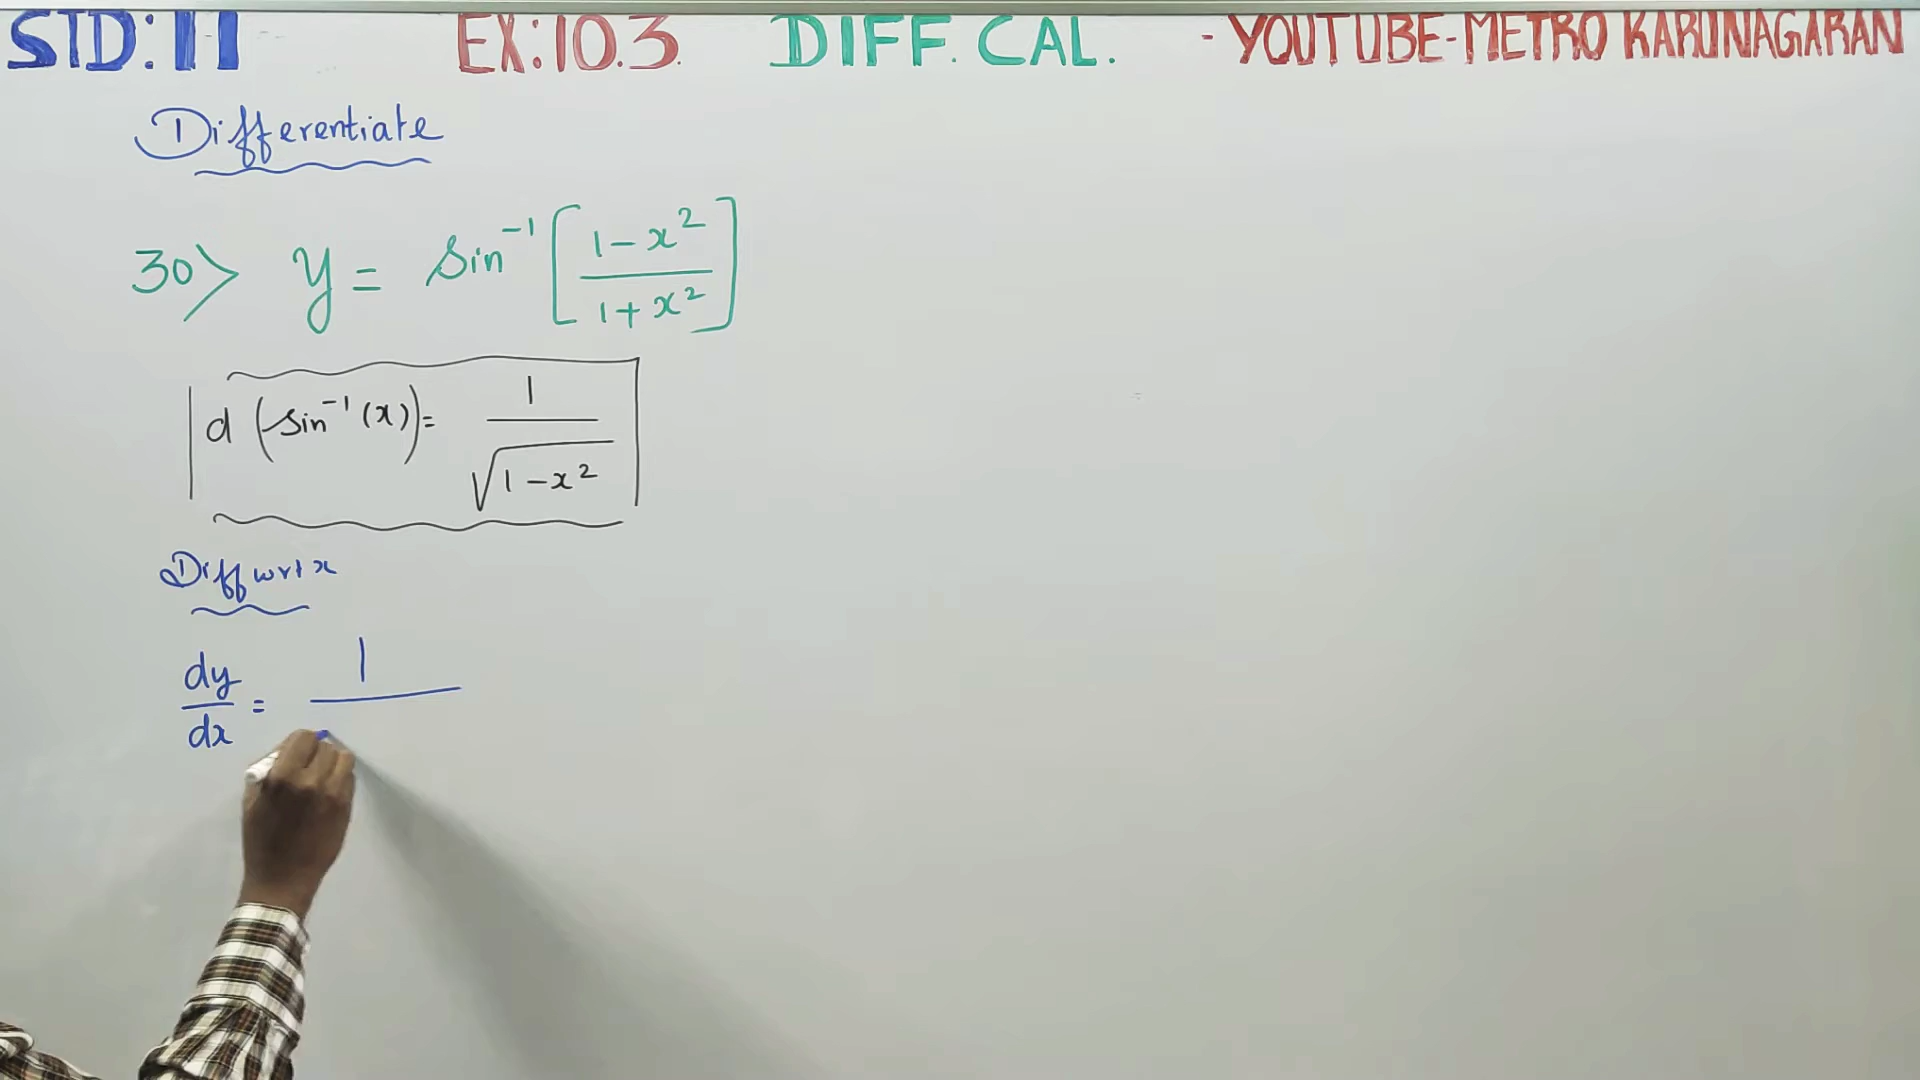 STD: 11 EX: 10.3. DIFF. CAL. - YOUTUBE-METRO KARUNAGARAN
Differentiate
30> y = sin⁻¹ [ (1-x²) / (1+x²) ]
d (sin⁻¹(x)) = 1 / √(1-x²)
Diff wrt x
dy/dx = 1 /